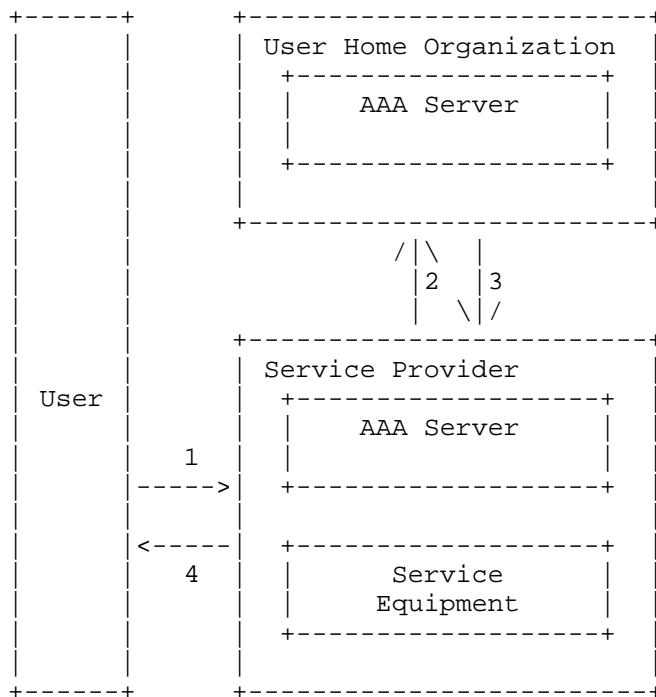 User Home Organization
AAA Server
2 3
Service Provider
User
AAA Server
1
4
Service
Equipment